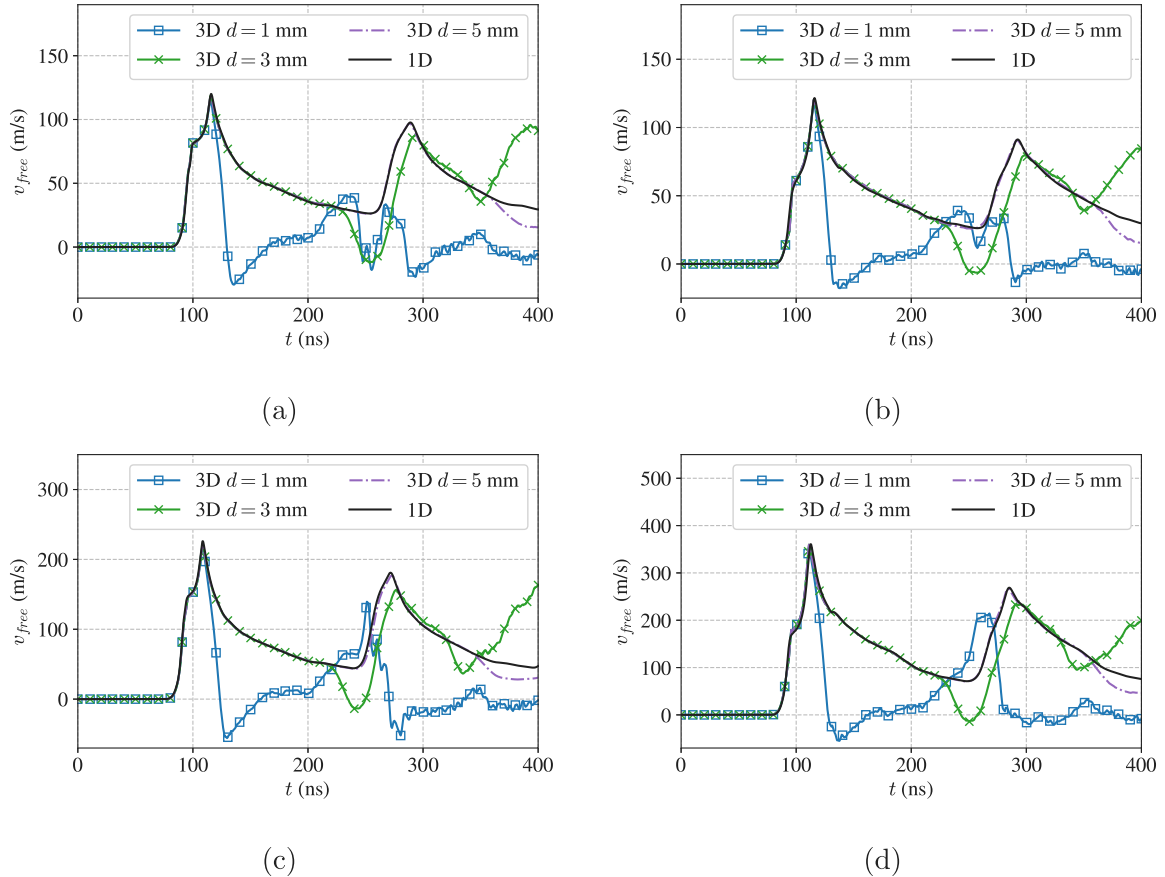 3D d = 1 mm
3D d = 3 mm
3D d = 5 mm
1D
150
100
50
0
v_free (m/s)
0 100 200 300 400
t (ns)
(a)
3D d = 1 mm
3D d = 3 mm
3D d = 5 mm
1D
150
100
50
0
v_free (m/s)
0 100 200 300 400
t (ns)
(b)
3D d = 1 mm
3D d = 3 mm
3D d = 5 mm
1D
300
200
100
0
v_free (m/s)
0 100 200 300 400
t (ns)
(c)
3D d = 1 mm
3D d = 3 mm
3D d = 5 mm
1D
500
400
300
200
100
0
v_free (m/s)
0 100 200 300 400
t (ns)
(d)